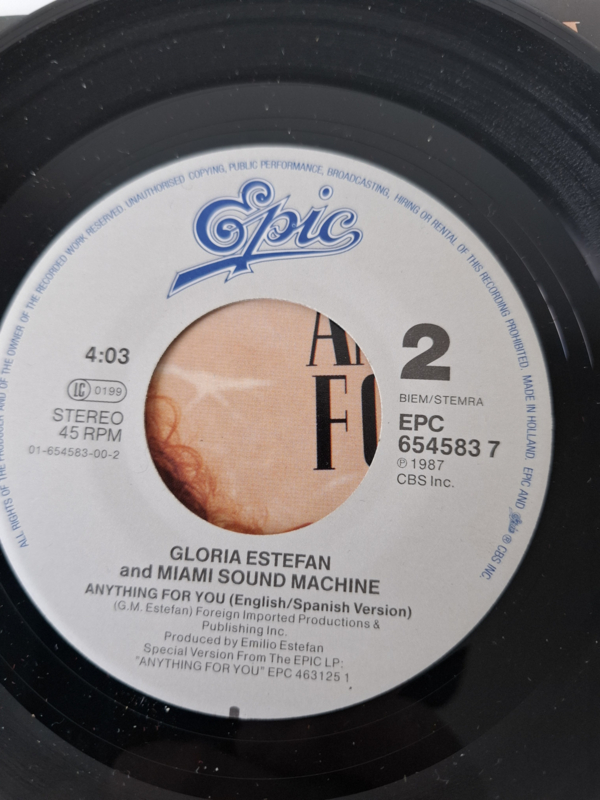 ALL RIGHTS OF THE PRODUCER AND OF THE OWNER OF THE RECORDED WORK RESERVED. UNAUTHORISED COPYING, PUBLIC PERFORMANCE, BROADCASTING, HIRING OR RENTAL OF THIS RECORDING PROHIBITED. MADE IN HOLLAND. EPIC AND Epic ® CBS INC.
Epic
4:03
LC 0199
STEREO
45 RPM
01-654583-00-2
2
BIEM/STEMRA
EPC
654583 7
℗ 1987
CBS Inc.
GLORIA ESTEFAN
and MIAMI SOUND MACHINE
ANYTHING FOR YOU (English/Spanish Version)
(G.M. Estefan) Foreign Imported Productions &
Publishing Inc.
Produced by Emilio Estefan
Special Version From The EPIC LP:
"ANYTHING FOR YOU" EPC 463125 1